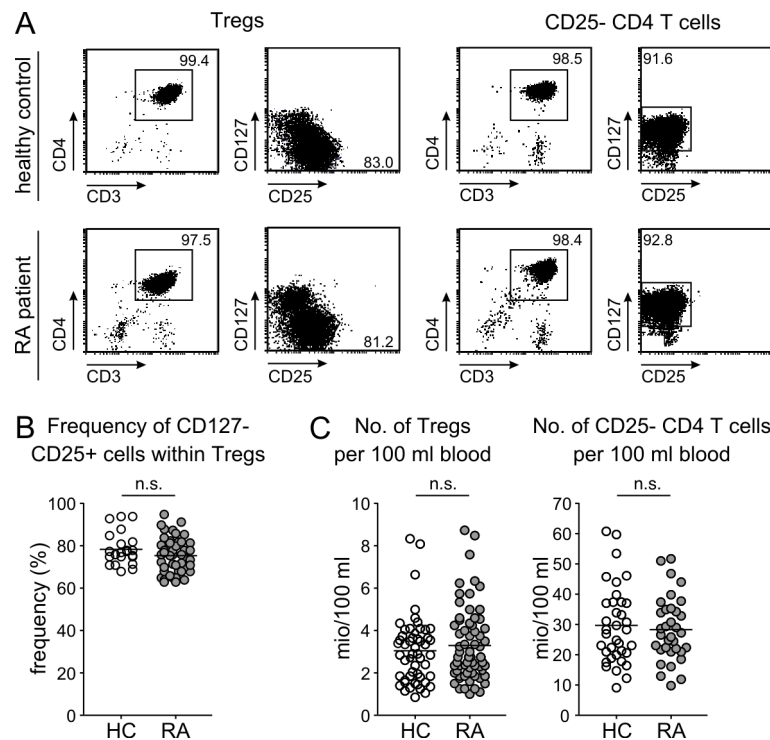 A
Tregs
CD25- CD4 T cells
healthy control
99.4
CD4
CD3
CD127
83.0
CD25
98.5
CD4
CD3
91.6
CD127
CD25
RA patient
97.5
CD4
CD3
CD127
81.2
CD25
98.4
CD4
CD3
92.8
CD127
CD25
B
Frequency of CD127-
CD25+ cells within Tregs
n.s.
frequency (%)
100
80
60
40
20
0
HC RA
C
No. of Tregs
per 100 ml blood
n.s.
mio/100 ml
10
8
6
4
2
0
HC RA
No. of CD25- CD4 T cells
per 100 ml blood
n.s.
mio/100 ml
70
60
50
40
30
20
10
0
HC RA